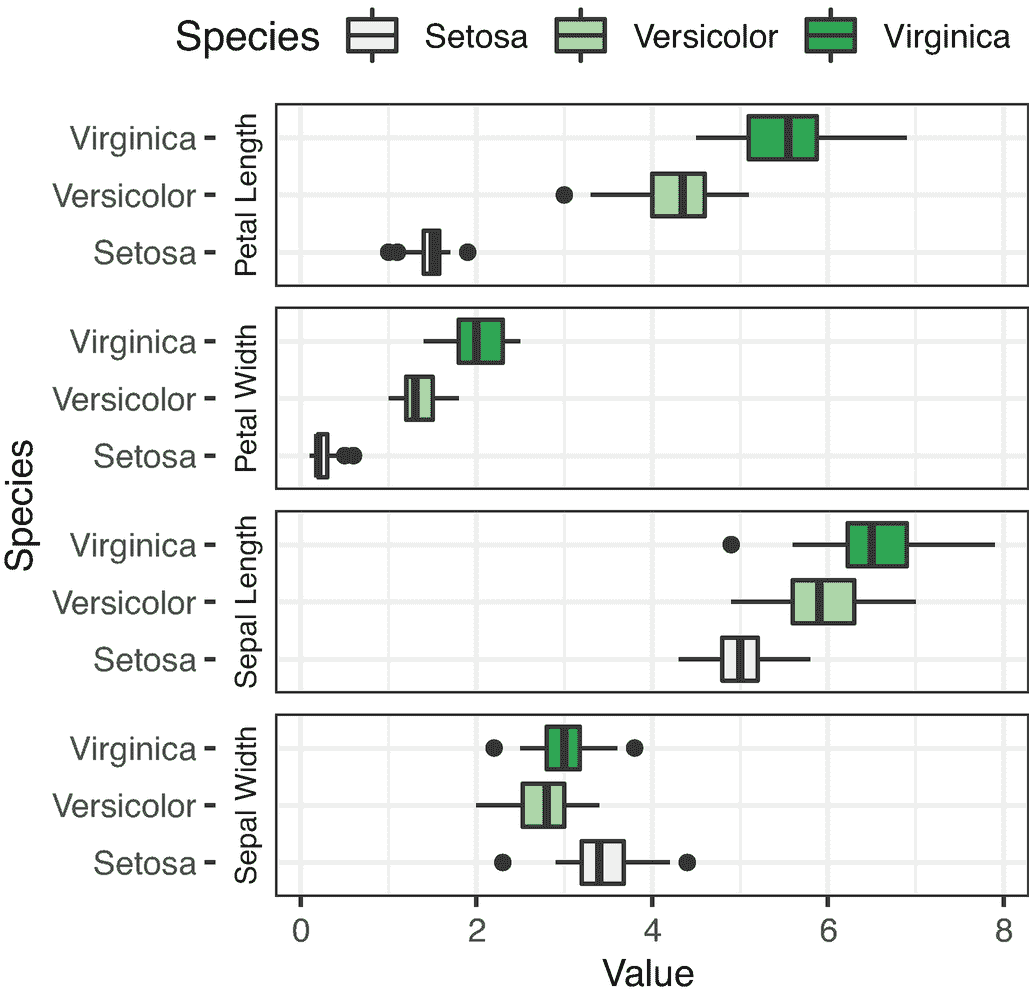 Species Setosa Versicolor Virginica
Petal Length
Virginica
Versicolor
Setosa
Petal Width
Virginica
Versicolor
Setosa
Species
Sepal Length
Virginica
Versicolor
Setosa
Sepal Width
Virginica
Versicolor
Setosa
0 2 4 6 8
Value